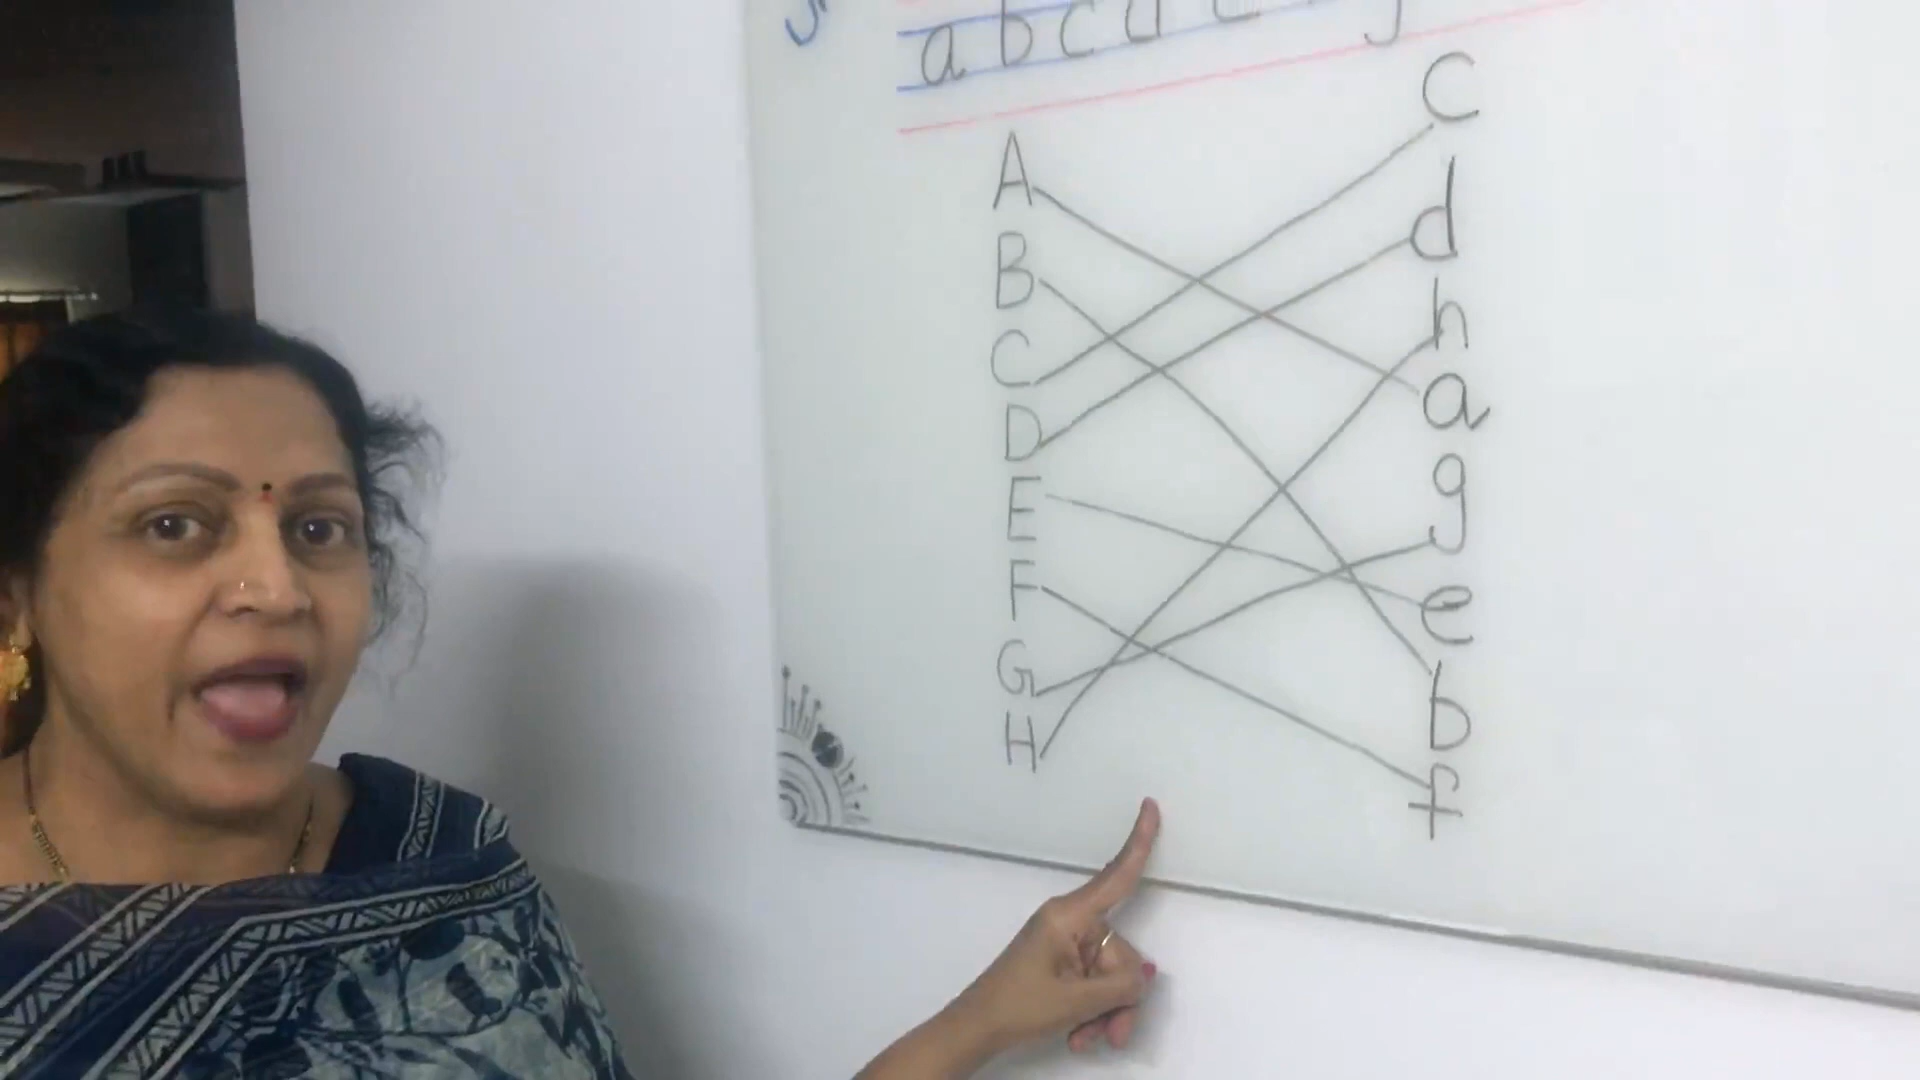 a b c d e f g
A C
B d
C h
D a
E g
F e
G b
H f